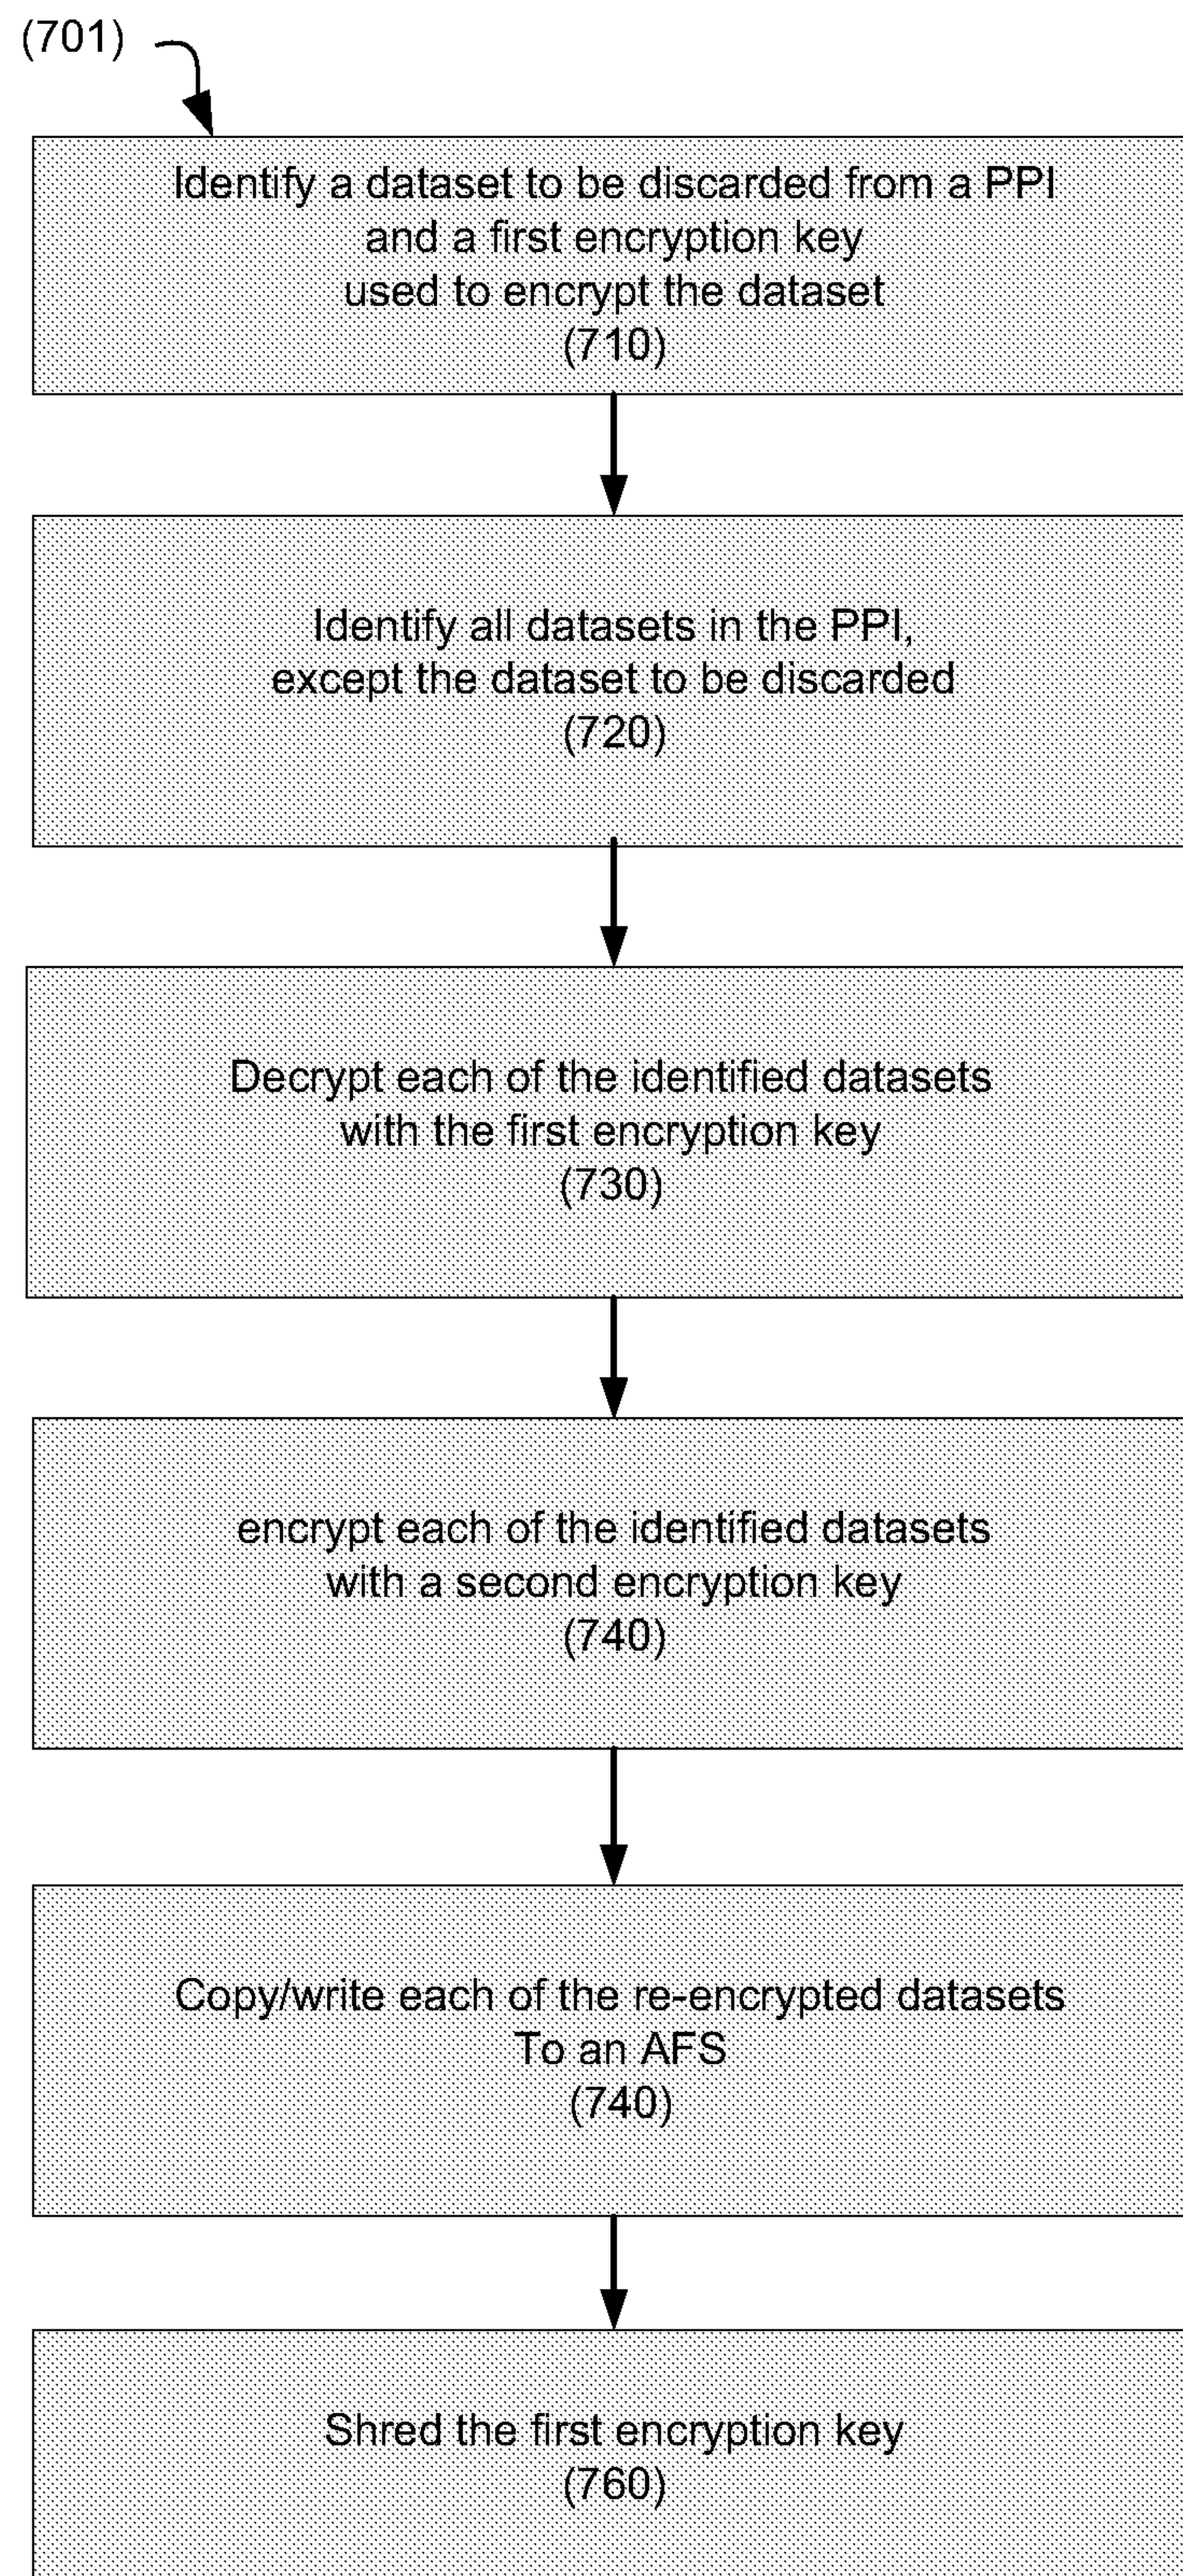 (701)
Identify a dataset to be discarded from a PPI
and a first encryption key
used to encrypt the dataset
(710)
Identify all datasets in the PPI,
except the dataset to be discarded
(720)
Decrypt each of the identified datasets
with the first encryption key
(730)
encrypt each of the identified datasets
with a second encryption key
(740)
Copy/write each of the re-encrypted datasets
To an AFS
(740)
Shred the first encryption key
(760)